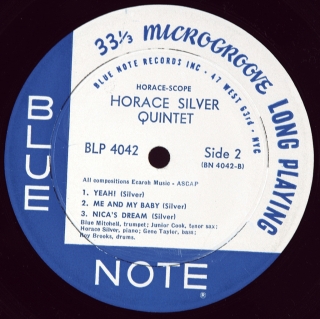 33⅓ MICROGROOVE LONG PLAYING
BLUE NOTE RECORDS INC • 47 WEST 63rd • NYC
HORACE-SCOPE
HORACE SILVER
QUINTET
BLP 4042
Side 2
(BN 4042-B)
All compositions Ecaroh Music - ASCAP
1. YEAH! (Silver)
2. ME AND MY BABY (Silver)
3. NICA'S DREAM (Silver)
Blue Mitchell, trumpet; Junior Cook, tenor sax;
Horace Silver, piano; Gene Taylor, bass;
Roy Brooks, drums.
BLUE
NOTE
®